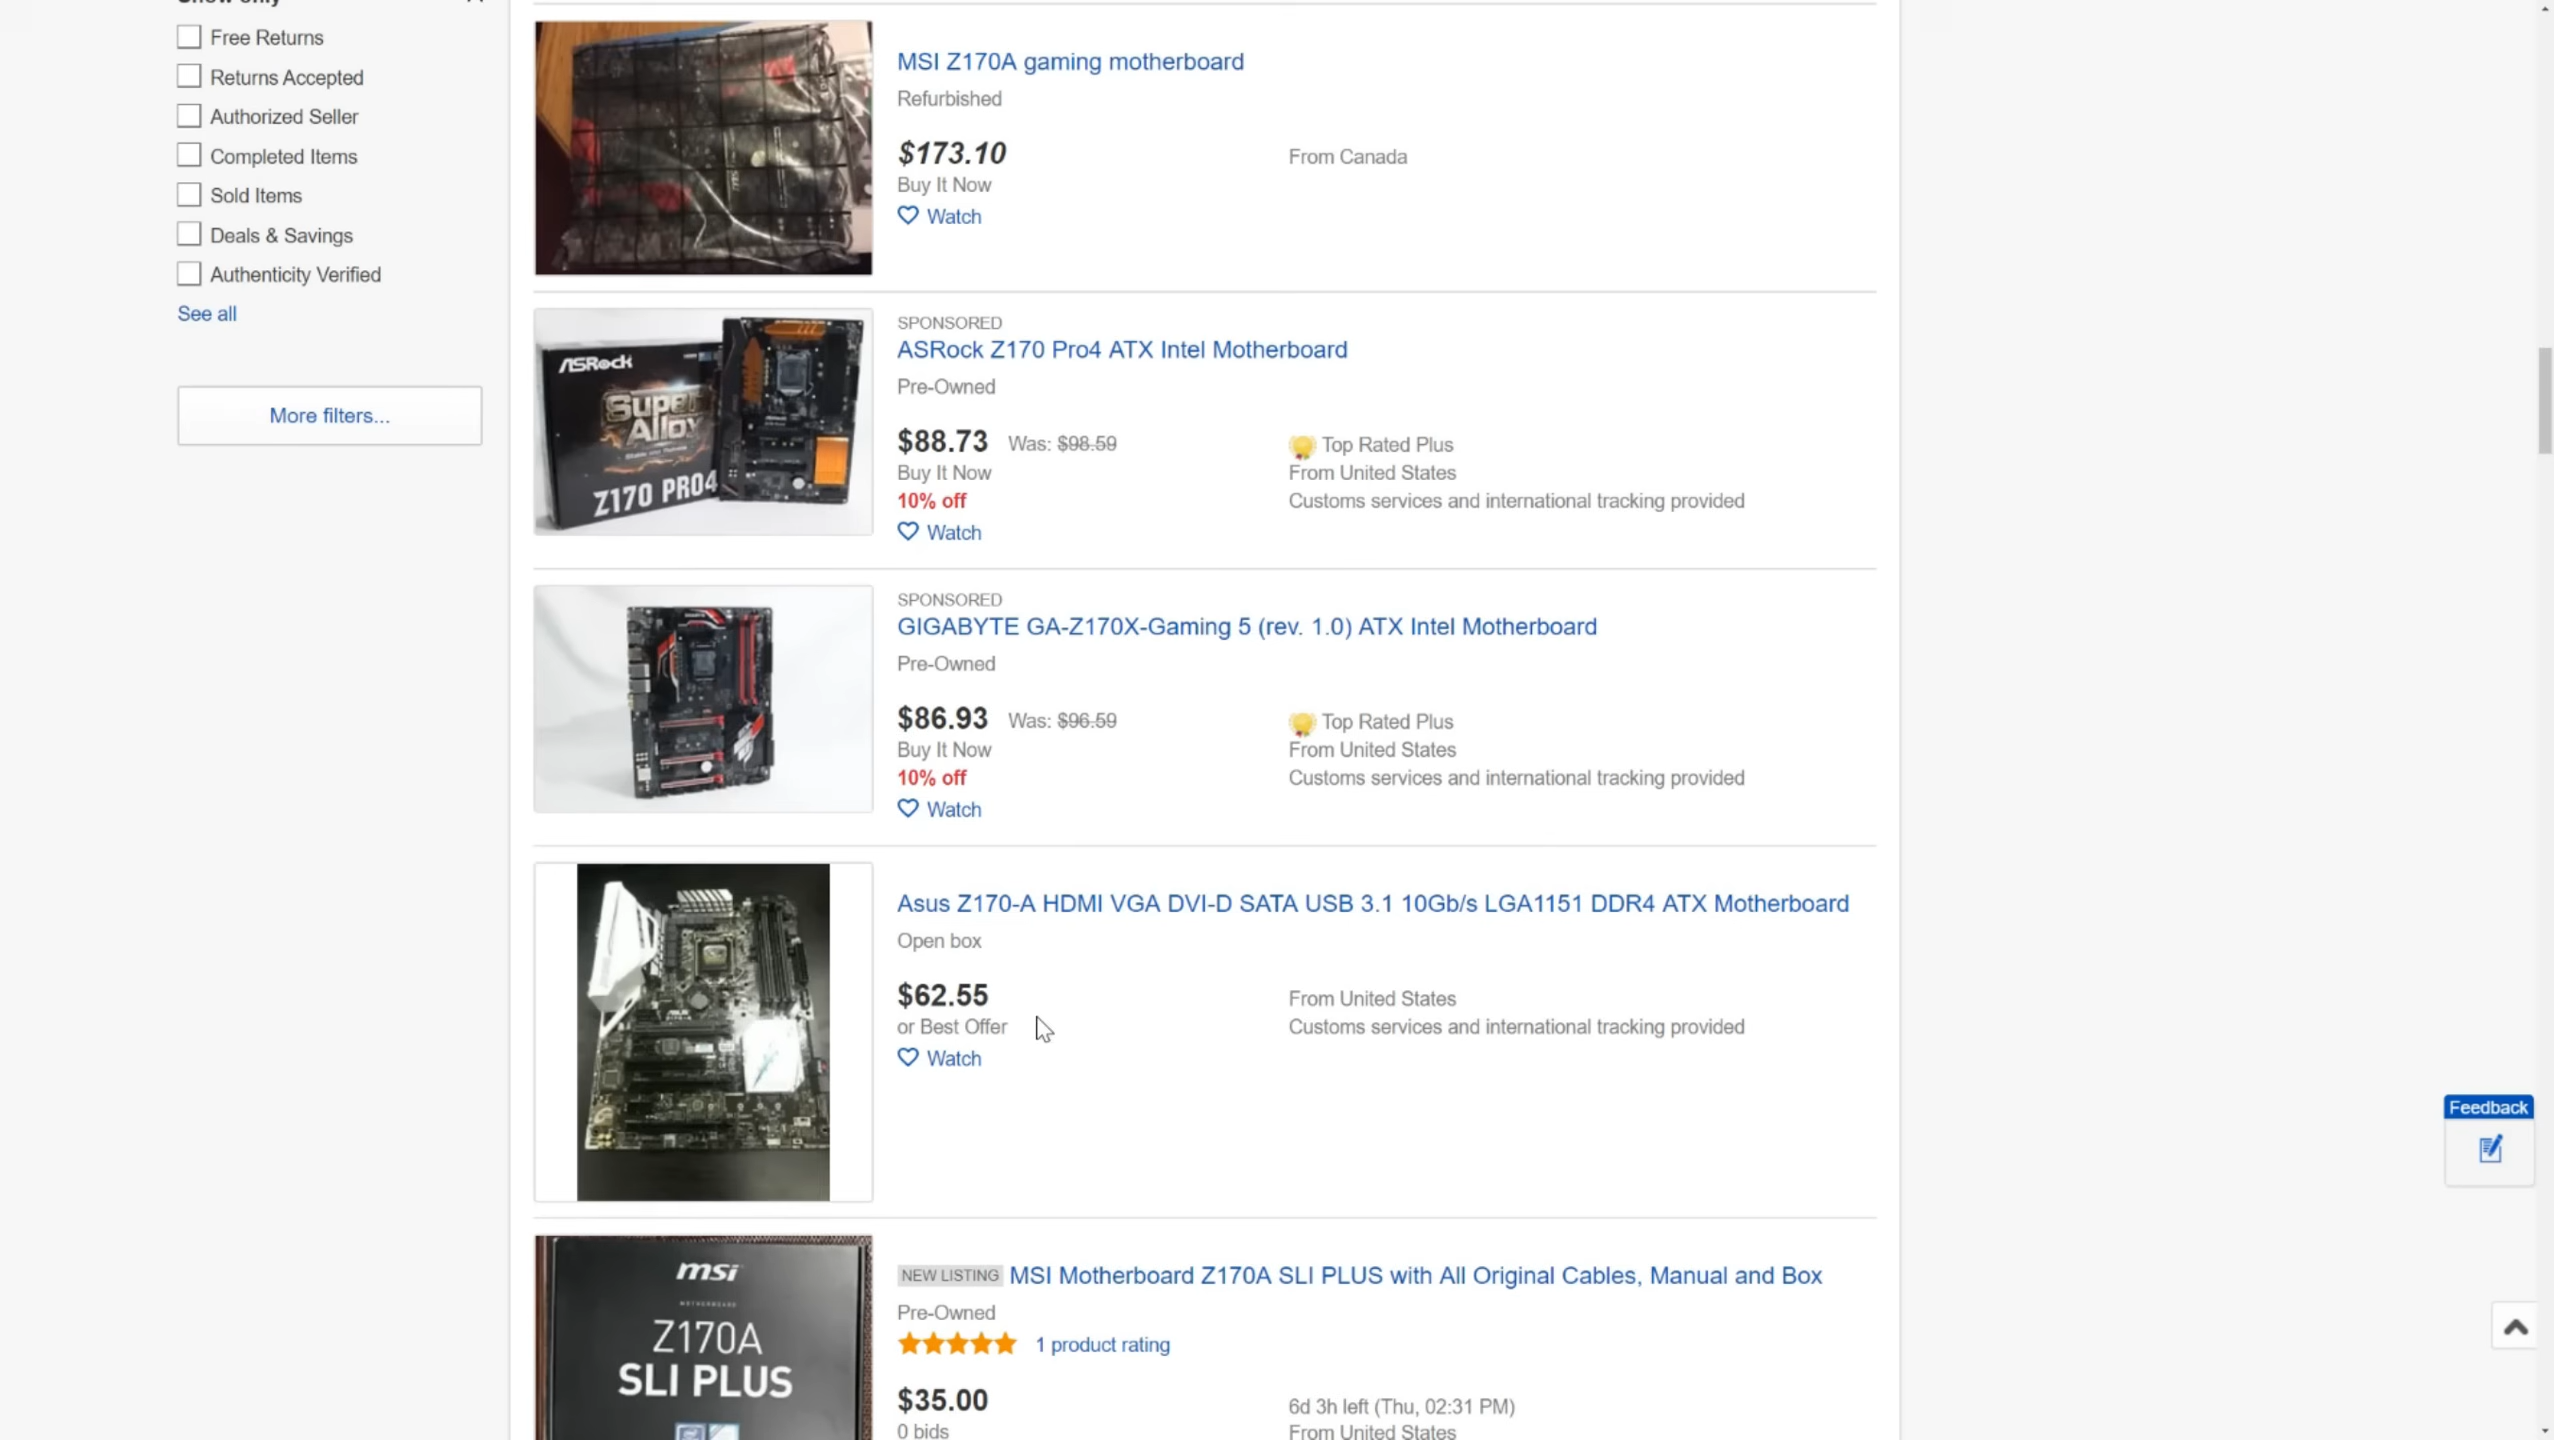 Free Returns
Returns Accepted
Authorized Seller
Completed Items
Sold Items
Deals & Savings
Authenticity Verified
See all
More filters...
MSI Z170A gaming motherboard
Refurbished
$173.10
From Canada
Buy It Now
Watch
ASRock
Super
Alloy
Z170 PRO4
SPONSORED
ASRock Z170 Pro4 ATX Intel Motherboard
Pre-Owned
$88.73 Was: $98.59
Top Rated Plus
Buy It Now
From United States
10% off
Customs services and international tracking provided
Watch
SPONSORED
GIGABYTE GA-Z170X-Gaming 5 (rev. 1.0) ATX Intel Motherboard
Pre-Owned
$86.93 Was: $96.59
Top Rated Plus
Buy It Now
From United States
10% off
Customs services and international tracking provided
Watch
Asus Z170-A HDMI VGA DVI-D SATA USB 3.1 10Gb/s LGA1151 DDR4 ATX Motherboard
Open box
$62.55
From United States
or Best Offer
Customs services and international tracking provided
Watch
Feedback
msi
MOTHERBOARD
Z170A
SLI PLUS
NEW LISTING MSI Motherboard Z170A SLI PLUS with All Original Cables, Manual and Box
Pre-Owned
1 product rating
$35.00
6d 3h left (Thu, 02:31 PM)
0 bids
From United States